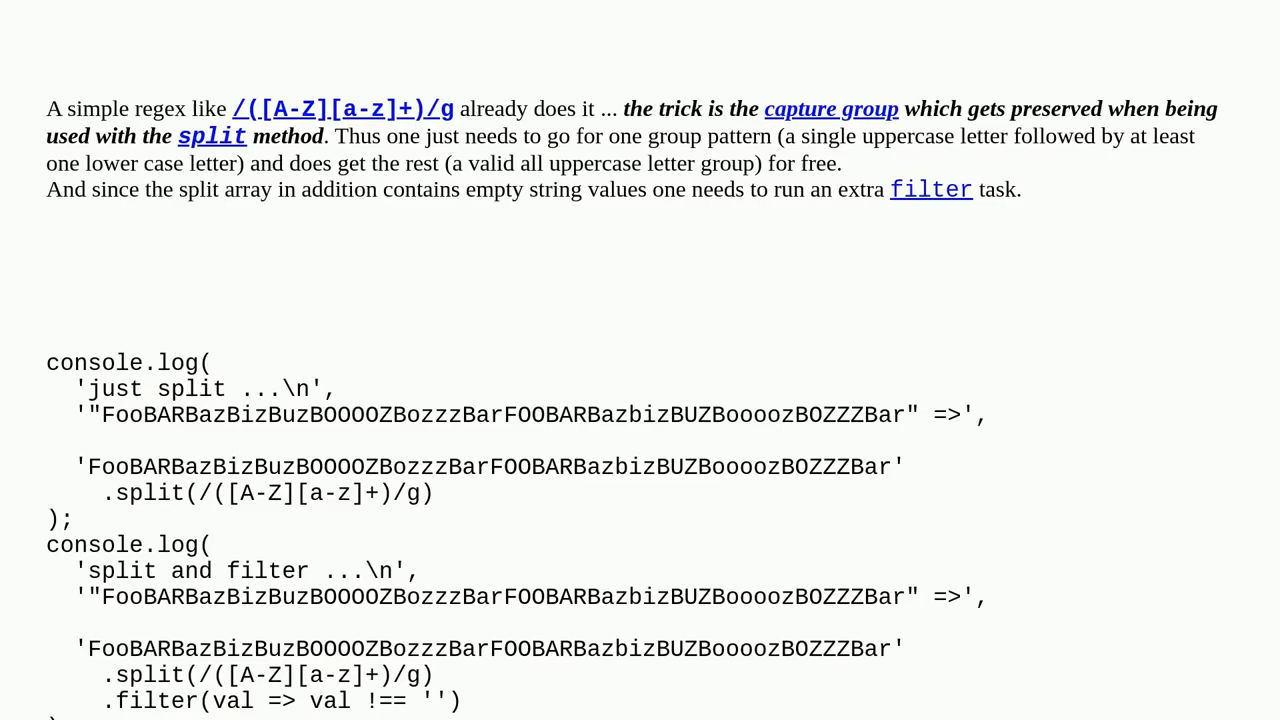 A simple regex like /([A-Z][a-z]+)/g already does it ... the trick is the capture group which gets preserved when being
used with the split method. Thus one just needs to go for one group pattern (a single uppercase letter followed by at least
one lower case letter) and does get the rest (a valid all uppercase letter group) for free.
And since the split array in addition contains empty string values one needs to run an extra filter task.
console.log(
  'just split ...\n',
  '"FooBARBazBizBuzBOOOOZBozzzBarFOOBARBazbizBUZBoooozBOZZZBar" =>',
  'FooBARBazBizBuzBOOOOZBozzzBarFOOBARBazbizBUZBoooozBOZZZBar'
    .split(/([A-Z][a-z]+)/g)
);
console.log(
  'split and filter ...\n',
  '"FooBARBazBizBuzBOOOOZBozzzBarFOOBARBazbizBUZBoooozBOZZZBar" =>',
  'FooBARBazBizBuzBOOOOZBozzzBarFOOBARBazbizBUZBoooozBOZZZBar'
    .split(/([A-Z][a-z]+)/g)
    .filter(val => val !== '')